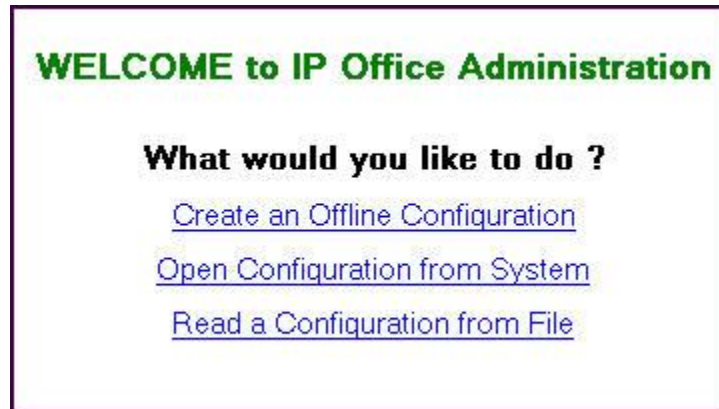 WELCOME to IP Office Administration
What would you like to do ?
Create an Offline Configuration
Open Configuration from System
Read a Configuration from File